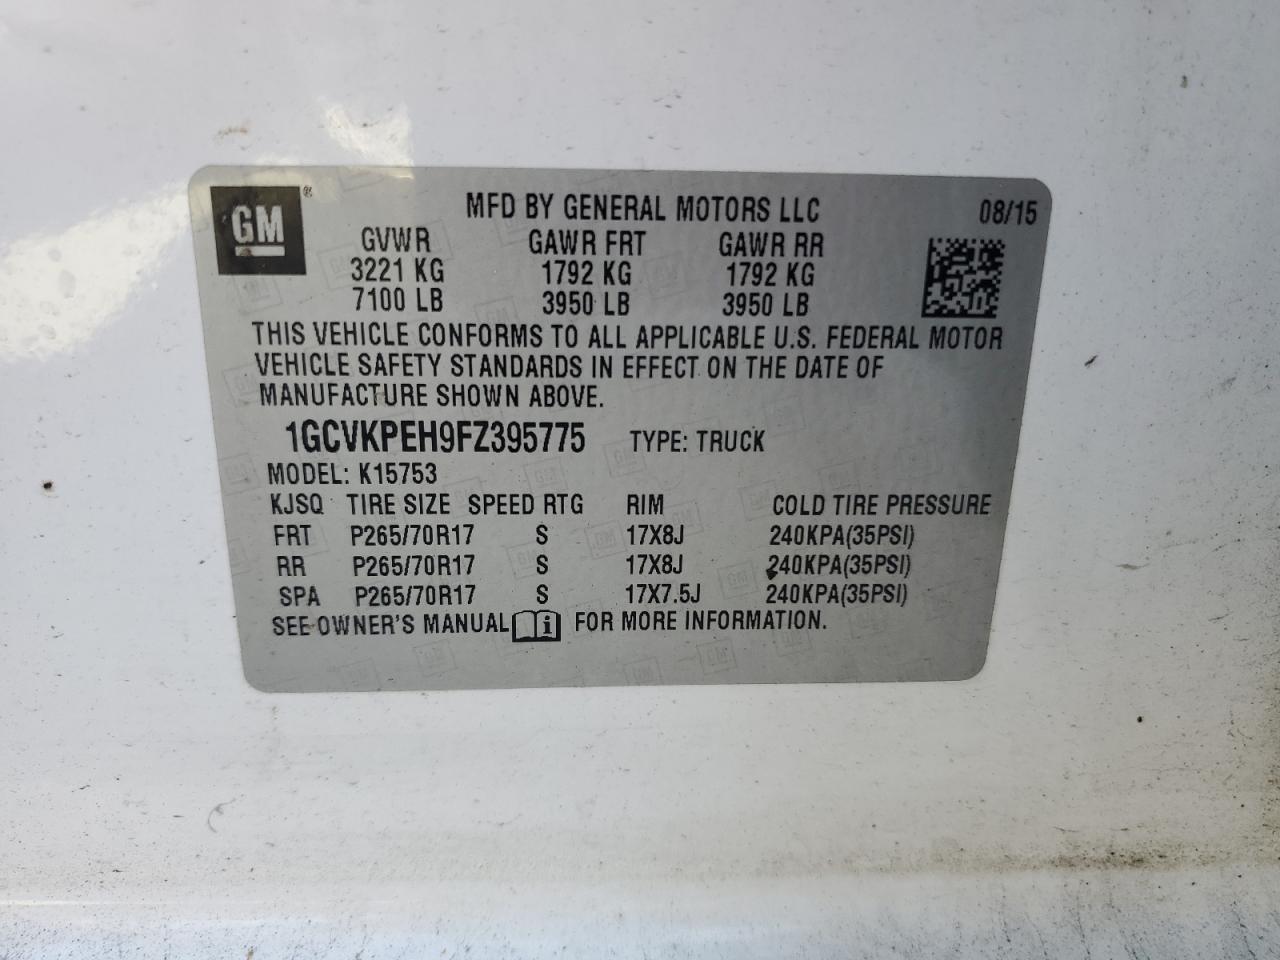 GM ® MFD BY GENERAL MOTORS LLC 08/15
GVWR GAWR FRT GAWR RR
3221 KG 1792 KG 1792 KG
7100 LB 3950 LB 3950 LB
THIS VEHICLE CONFORMS TO ALL APPLICABLE U.S. FEDERAL MOTOR
VEHICLE SAFETY STANDARDS IN EFFECT ON THE DATE OF
MANUFACTURE SHOWN ABOVE.
1GCVKPEH9FZ395775 TYPE: TRUCK
MODEL: K15753
KJSQ TIRE SIZE SPEED RTG RIM COLD TIRE PRESSURE
FRT P265/70R17 S 17X8J 240KPA(35PSI)
RR P265/70R17 S 17X8J 240KPA(35PSI)
SPA P265/70R17 S 17X7.5J 240KPA(35PSI)
SEE OWNER'S MANUAL i FOR MORE INFORMATION.